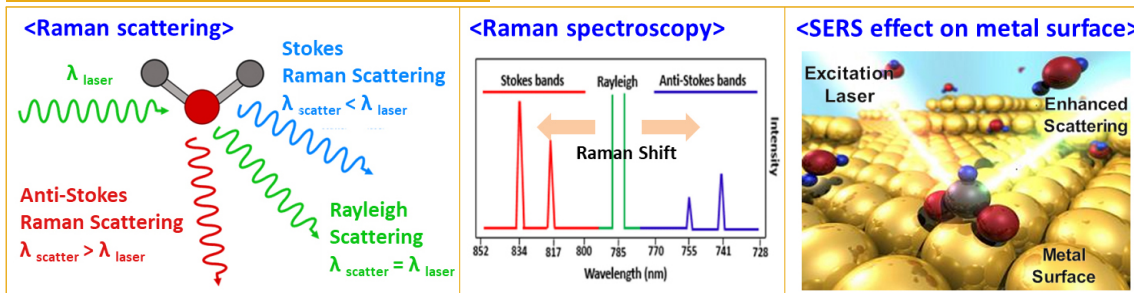 <Raman scattering>
λ laser
Stokes
Raman Scattering
λ scatter < λ laser
Anti-Stokes
Raman Scattering
λ scatter > λ laser
Rayleigh
Scattering
λ scatter = λ laser
<Raman spectroscopy>
Stokes bands
Rayleigh
Anti-Stokes bands
Raman Shift
Intensity
852 834 817 800 785 770 755 741 728
Wavelength (nm)
<SERS effect on metal surface>
Excitation
Laser
Enhanced
Scattering
Metal
Surface